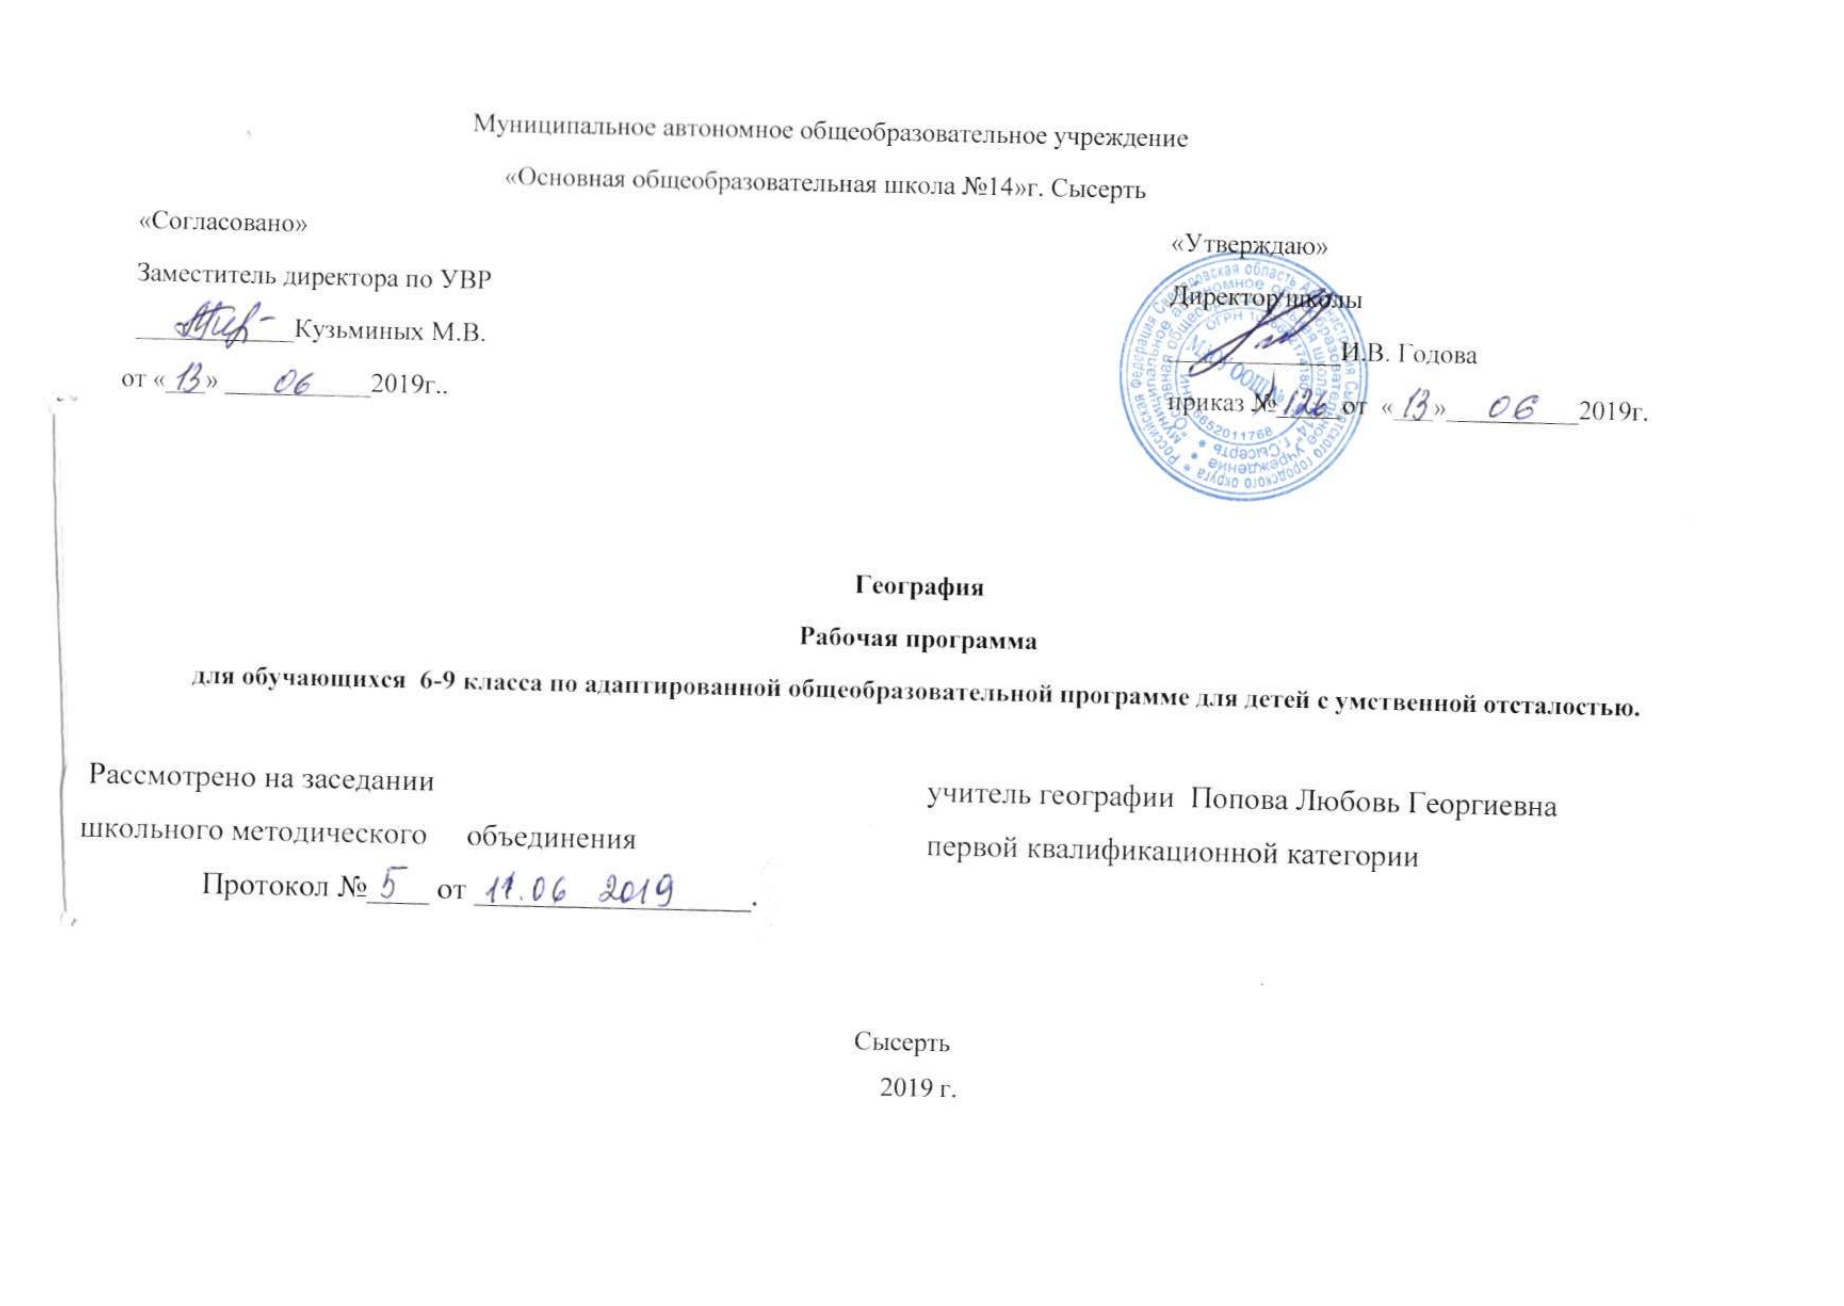 Муниципальное автономное общеобразовательное учреждение
«Основная общеобразовательная школа №14»г. Сысерть
«Согласовано»
Заместитель директора по УВР
Кузьминых М.В.
от «13» 06 2019г..
«Утверждаю»
Директор школы
И.В. Годова
приказ № 126 от «13» 06 2019г.
География
Рабочая программа
для обучающихся 6-9 класса по адаптированной общеобразовательной программе для детей с умственной отсталостью.
Рассмотрено на заседании
школьного методического объединения
Протокол № 5 от 11.06 2019.
учитель географии Попова Любовь Георгиевна
первой квалификационной категории
Сысерть
2019 г.